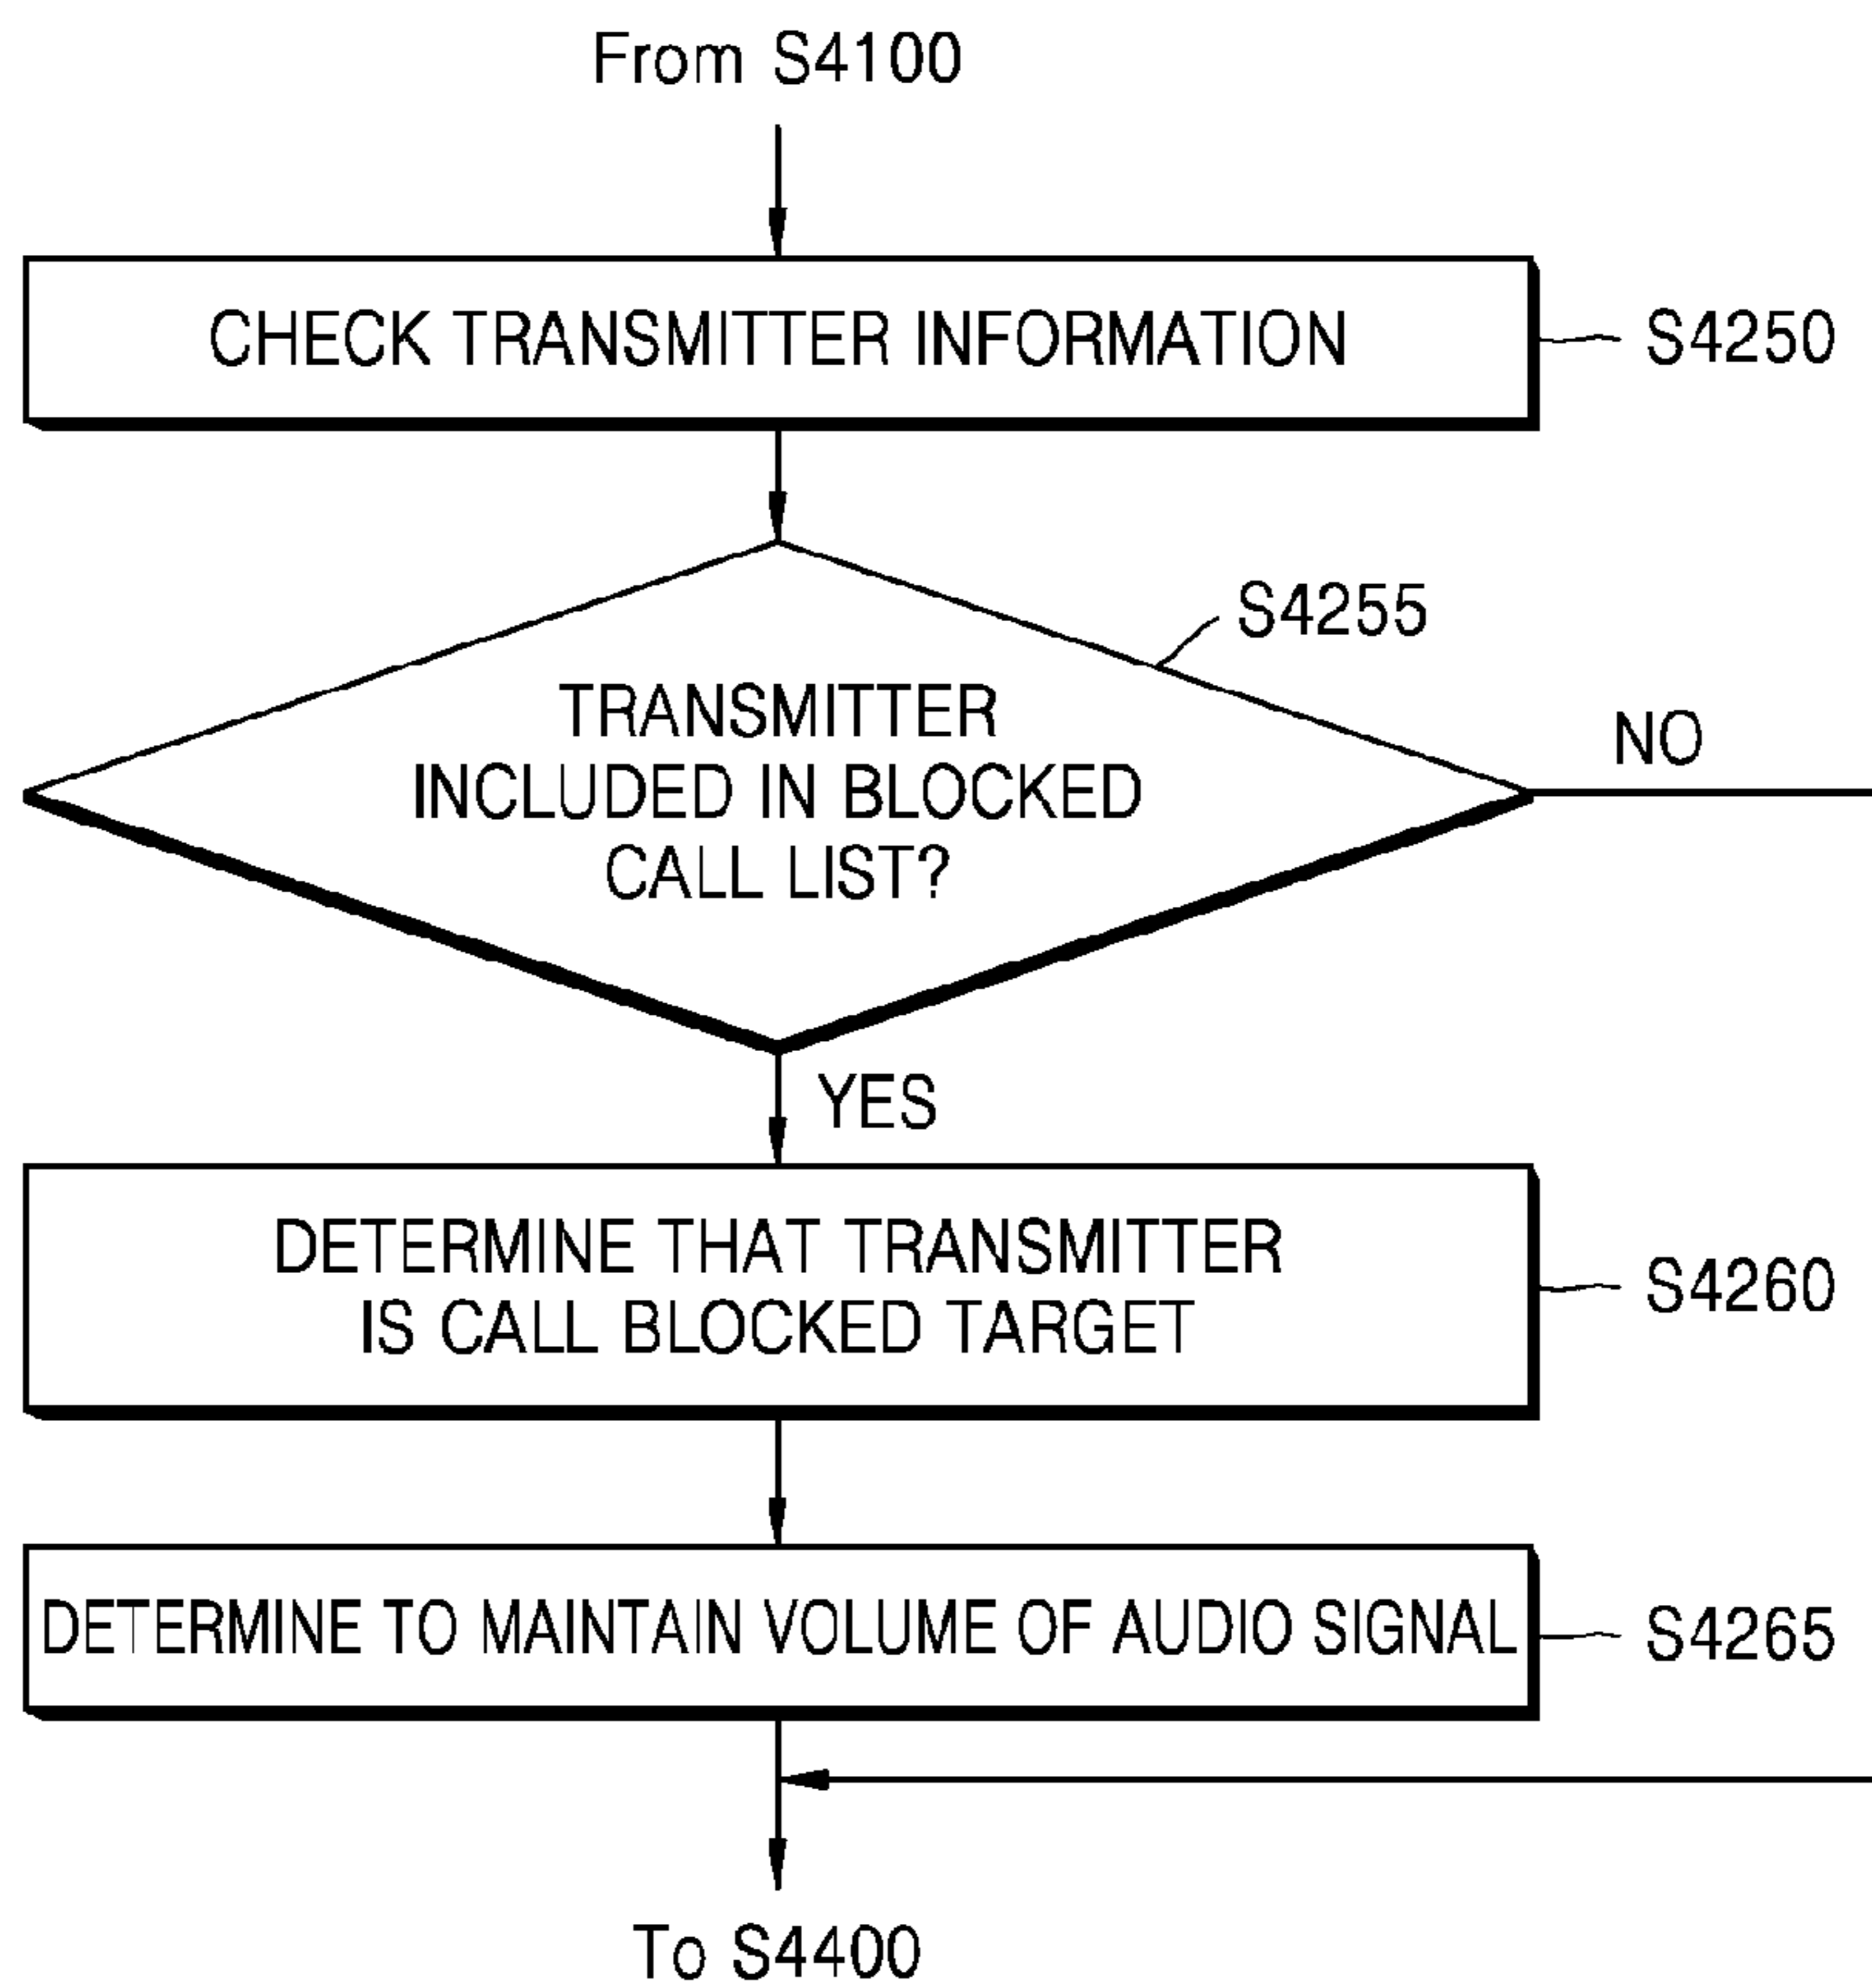 From S4100
CHECK TRANSMITTER INFORMATION
S4250
S4255
TRANSMITTER
INCLUDED IN BLOCKED
CALL LIST?
NO
YES
DETERMINE THAT TRANSMITTER
IS CALL BLOCKED TARGET
S4260
DETERMINE TO MAINTAIN VOLUME OF AUDIO SIGNAL
S4265
To S4400